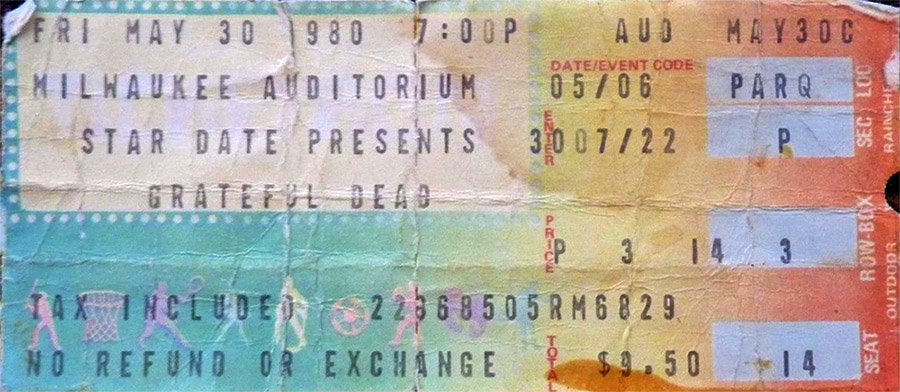 FRI MAY 30 1980 7:00P AUD MAY30C
DATE/EVENT CODE
MILWAUKEE AUDITORIUM 05/06 PARQ
STAR DATE PRESENTS 3007/22 P
ENTER
GRATEFUL DEAD
PRICE
P 3 14 3
TAX INCLUDED 22368505RM6829
NO REFUND OR EXCHANGE $9.50 14
TOTAL
SEC/LOC
ROW-BOX
SEAT
OUTDOOR